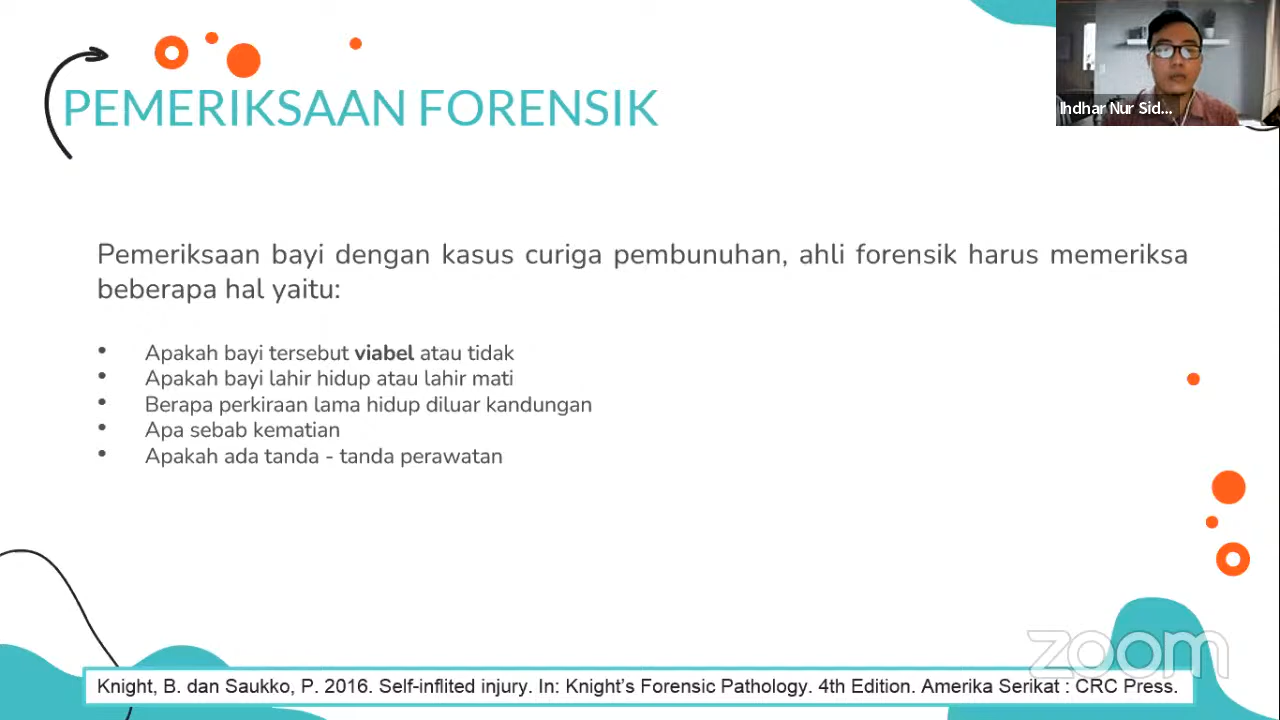 PEMERIKSAAN FORENSIK
Ihdhar Nur Sid...
Pemeriksaan bayi dengan kasus curiga pembunuhan, ahli forensik harus memeriksa
beberapa hal yaitu:
• Apakah bayi tersebut viabel atau tidak
• Apakah bayi lahir hidup atau lahir mati
• Berapa perkiraan lama hidup diluar kandungan
• Apa sebab kematian
• Apakah ada tanda - tanda perawatan
zoom
Knight, B. dan Saukko, P. 2016. Self-inflited injury. In: Knight's Forensic Pathology. 4th Edition. Amerika Serikat : CRC Press.